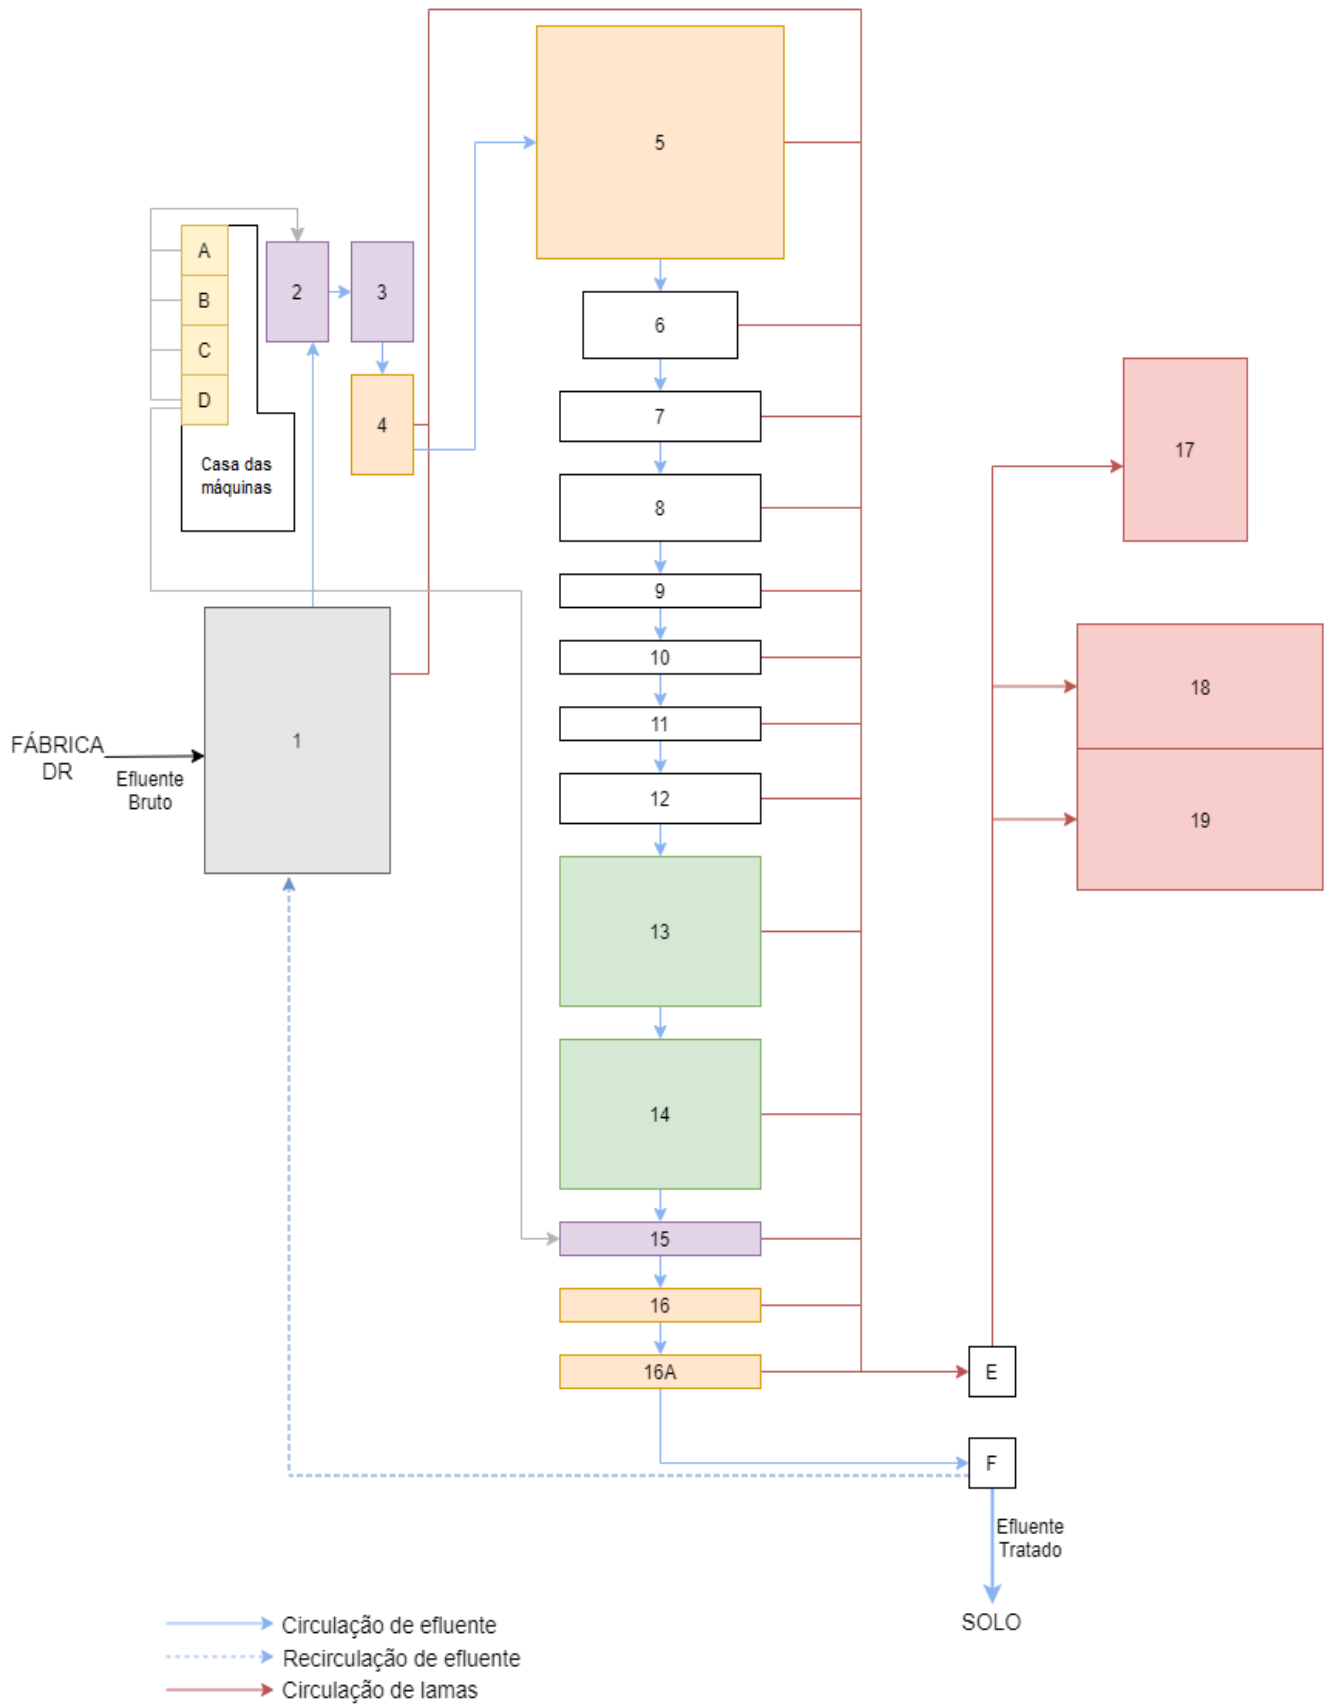 5
A
B
C
D
2
3
4
Casa das
máquinas
6
7
8
9
10
11
12
13
14
15
16
16A
1
FÁBRICA
DR
Efluente
Bruto
17
18
19
E
F
Efluente
Tratado
SOLO
Circulação de efluente
Recirculação de efluente
Circulação de lamas